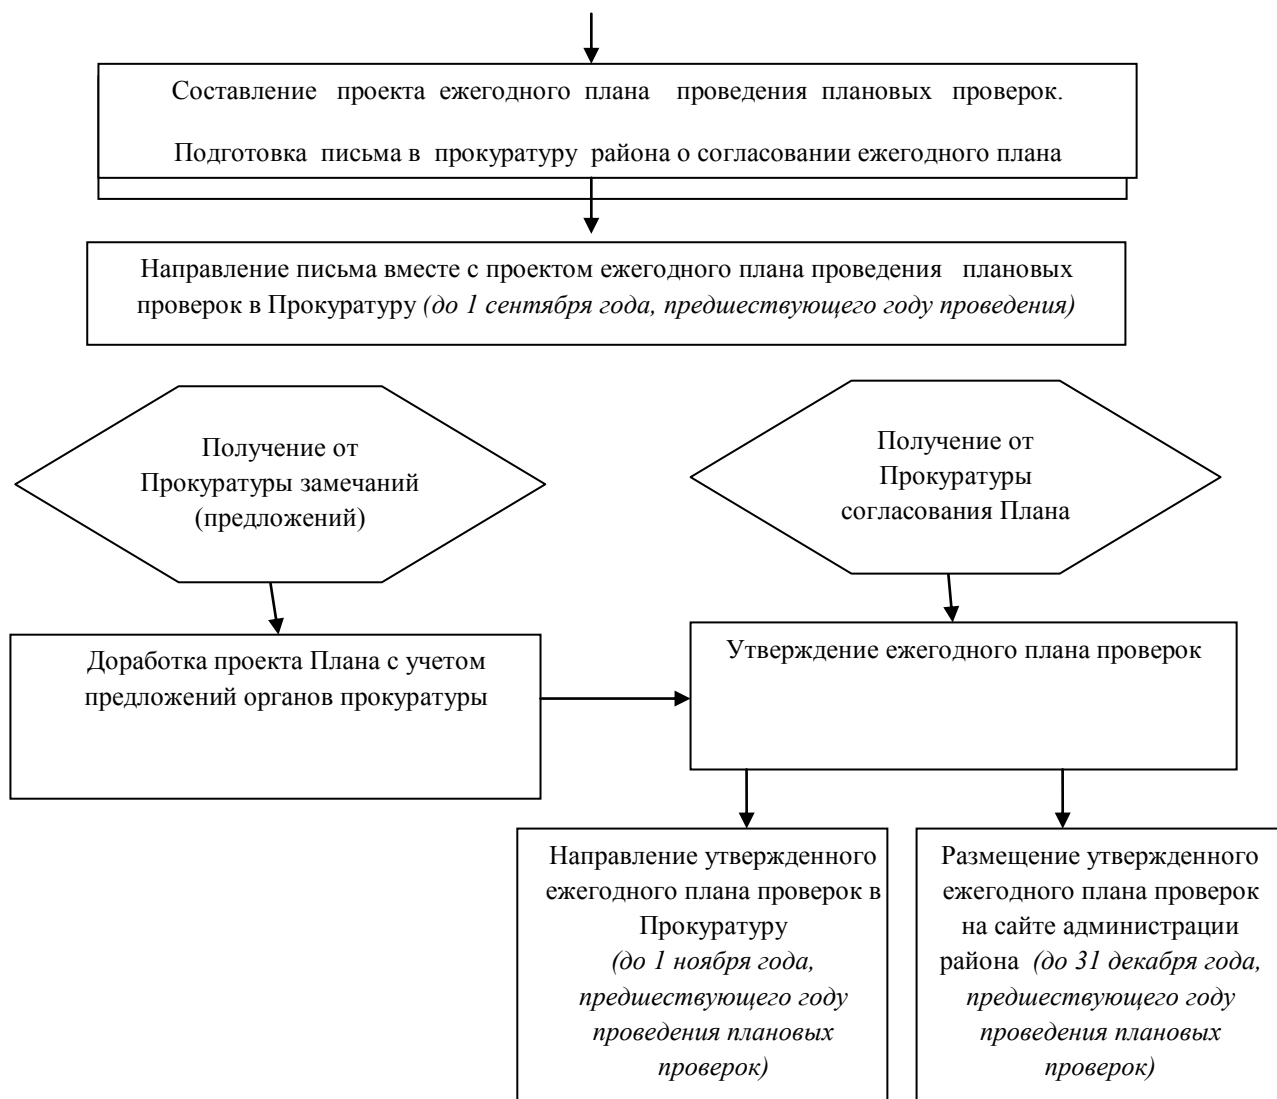 Составление проекта ежегодного плана проведения плановых проверок.
Подготовка письма в прокуратуру района о согласовании ежегодного плана
Направление письма вместе с проектом ежегодного плана проведения плановых
проверок в Прокуратуру (до 1 сентября года, предшествующего году проведения)
Получение от
Прокуратуры замечаний
(предложений)
Получение от
Прокуратуры
согласования Плана
Доработка проекта Плана с учетом
предложений органов прокуратуры
Утверждение ежегодного плана проверок
Направление утвержденного
ежегодного плана проверок в
Прокуратуру
(до 1 ноября года,
предшествующего году
проведения плановых
проверок)
Размещение утвержденного
ежегодного плана проверок
на сайте администрации
района (до 31 декабря года,
предшествующего году
проведения плановых
проверок)